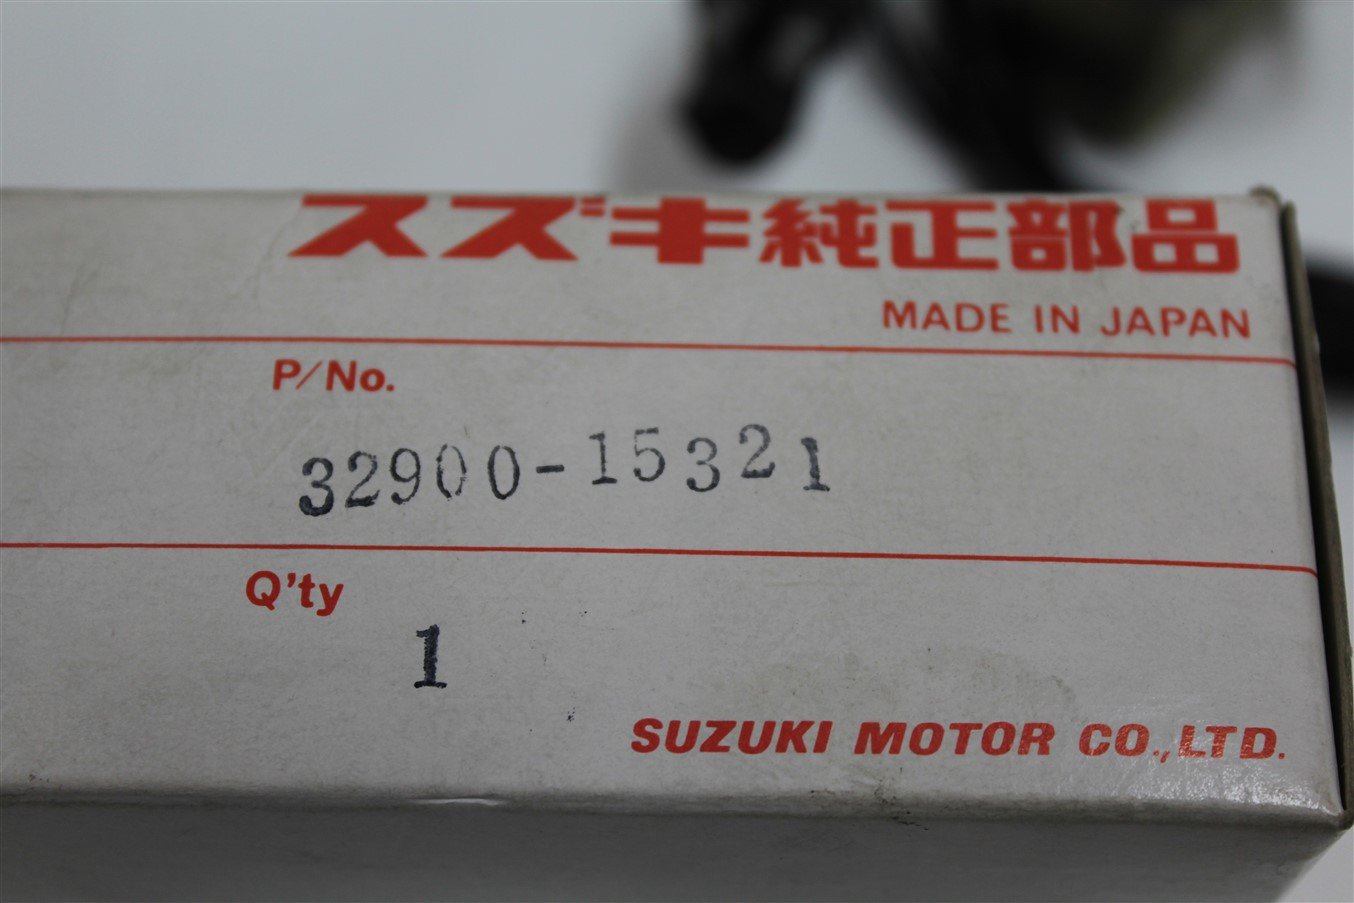 スズキ純正部品
MADE IN JAPAN
P/No.
32900-15321
Q'ty
1
SUZUKI MOTOR CO.,LTD.